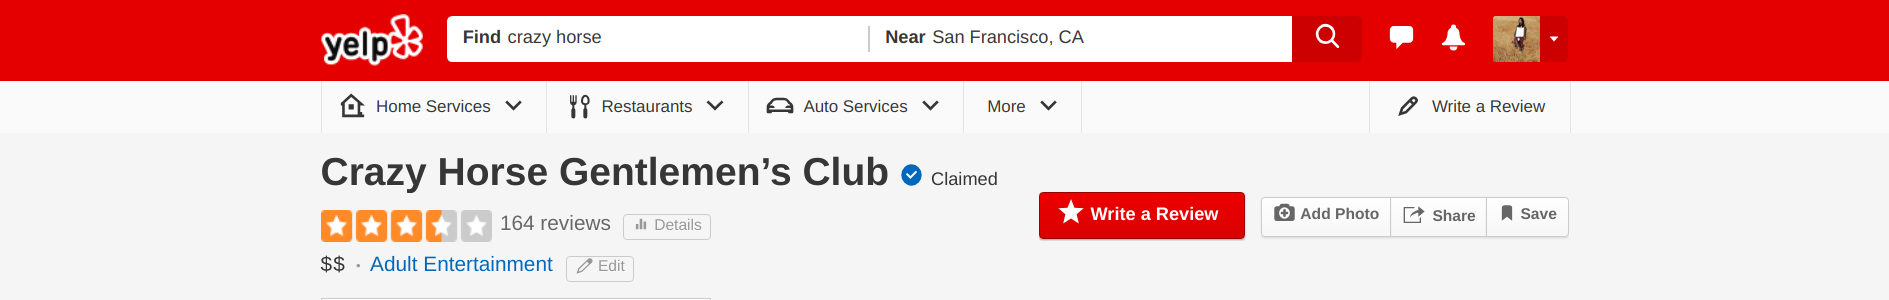 yelp Find crazy horse Near San Francisco, CA
Home Services Restaurants Auto Services More Write a Review
Crazy Horse Gentlemen’s Club Claimed
Write a Review Add Photo Share Save
164 reviews Details
$$ · Adult Entertainment Edit